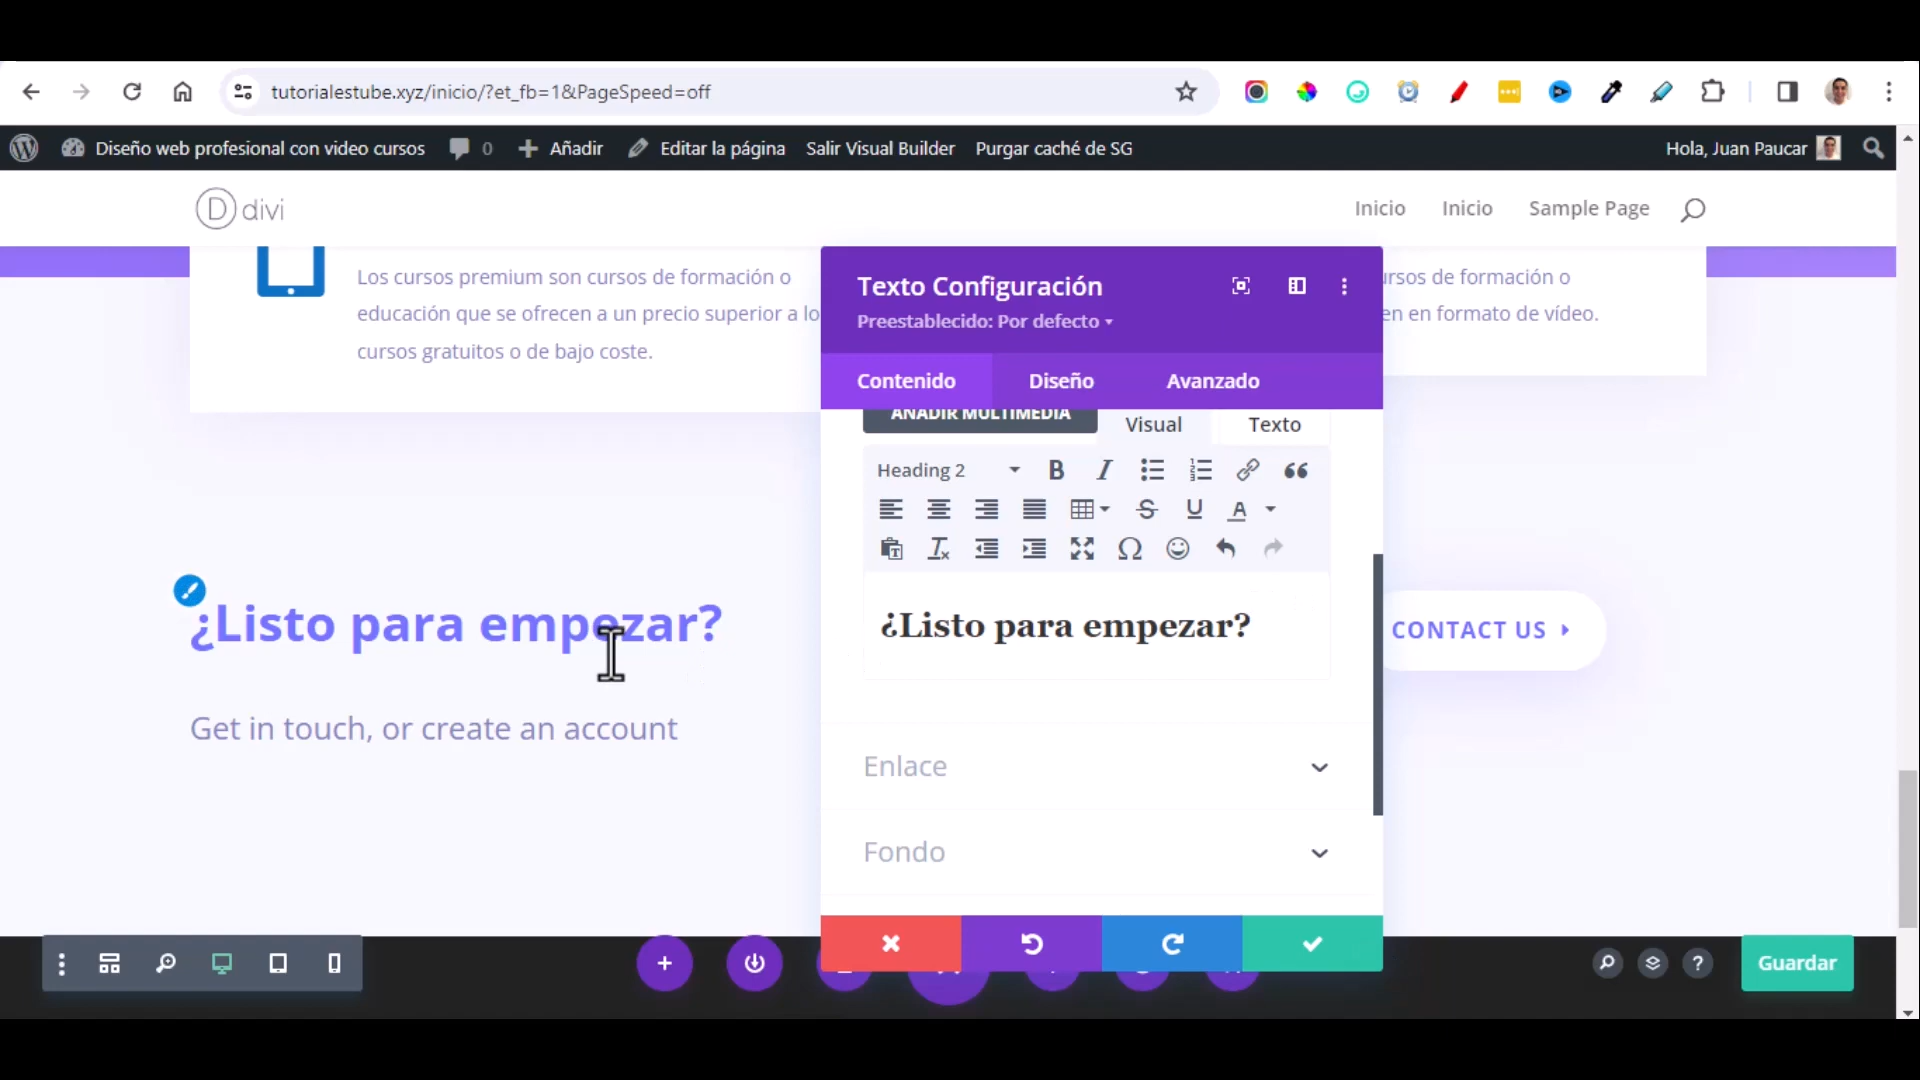 tutorialestube.xyz/inicio/?et_fb=1&PageSpeed=off
Diseño web profesional con video cursos
0
Añadir
Editar la página
Salir Visual Builder
Purgar caché de SG
Hola, Juan Paucar
D divi
Inicio
Inicio
Sample Page
Los cursos premium son cursos de formación o
educación que se ofrecen a un precio superior a lo
cursos gratuitos o de bajo coste.
Texto Configuración
Preestablecido: Por defecto
Contenido
Diseño
Avanzado
AÑADIR MULTIMEDIA
Visual
Texto
Heading 2
¿Listo para empezar?
Enlace
Fondo
ursos de formación o
en en formato de vídeo.
¿Listo para empezar?
Get in touch, or create an account
CONTACT US
Guardar